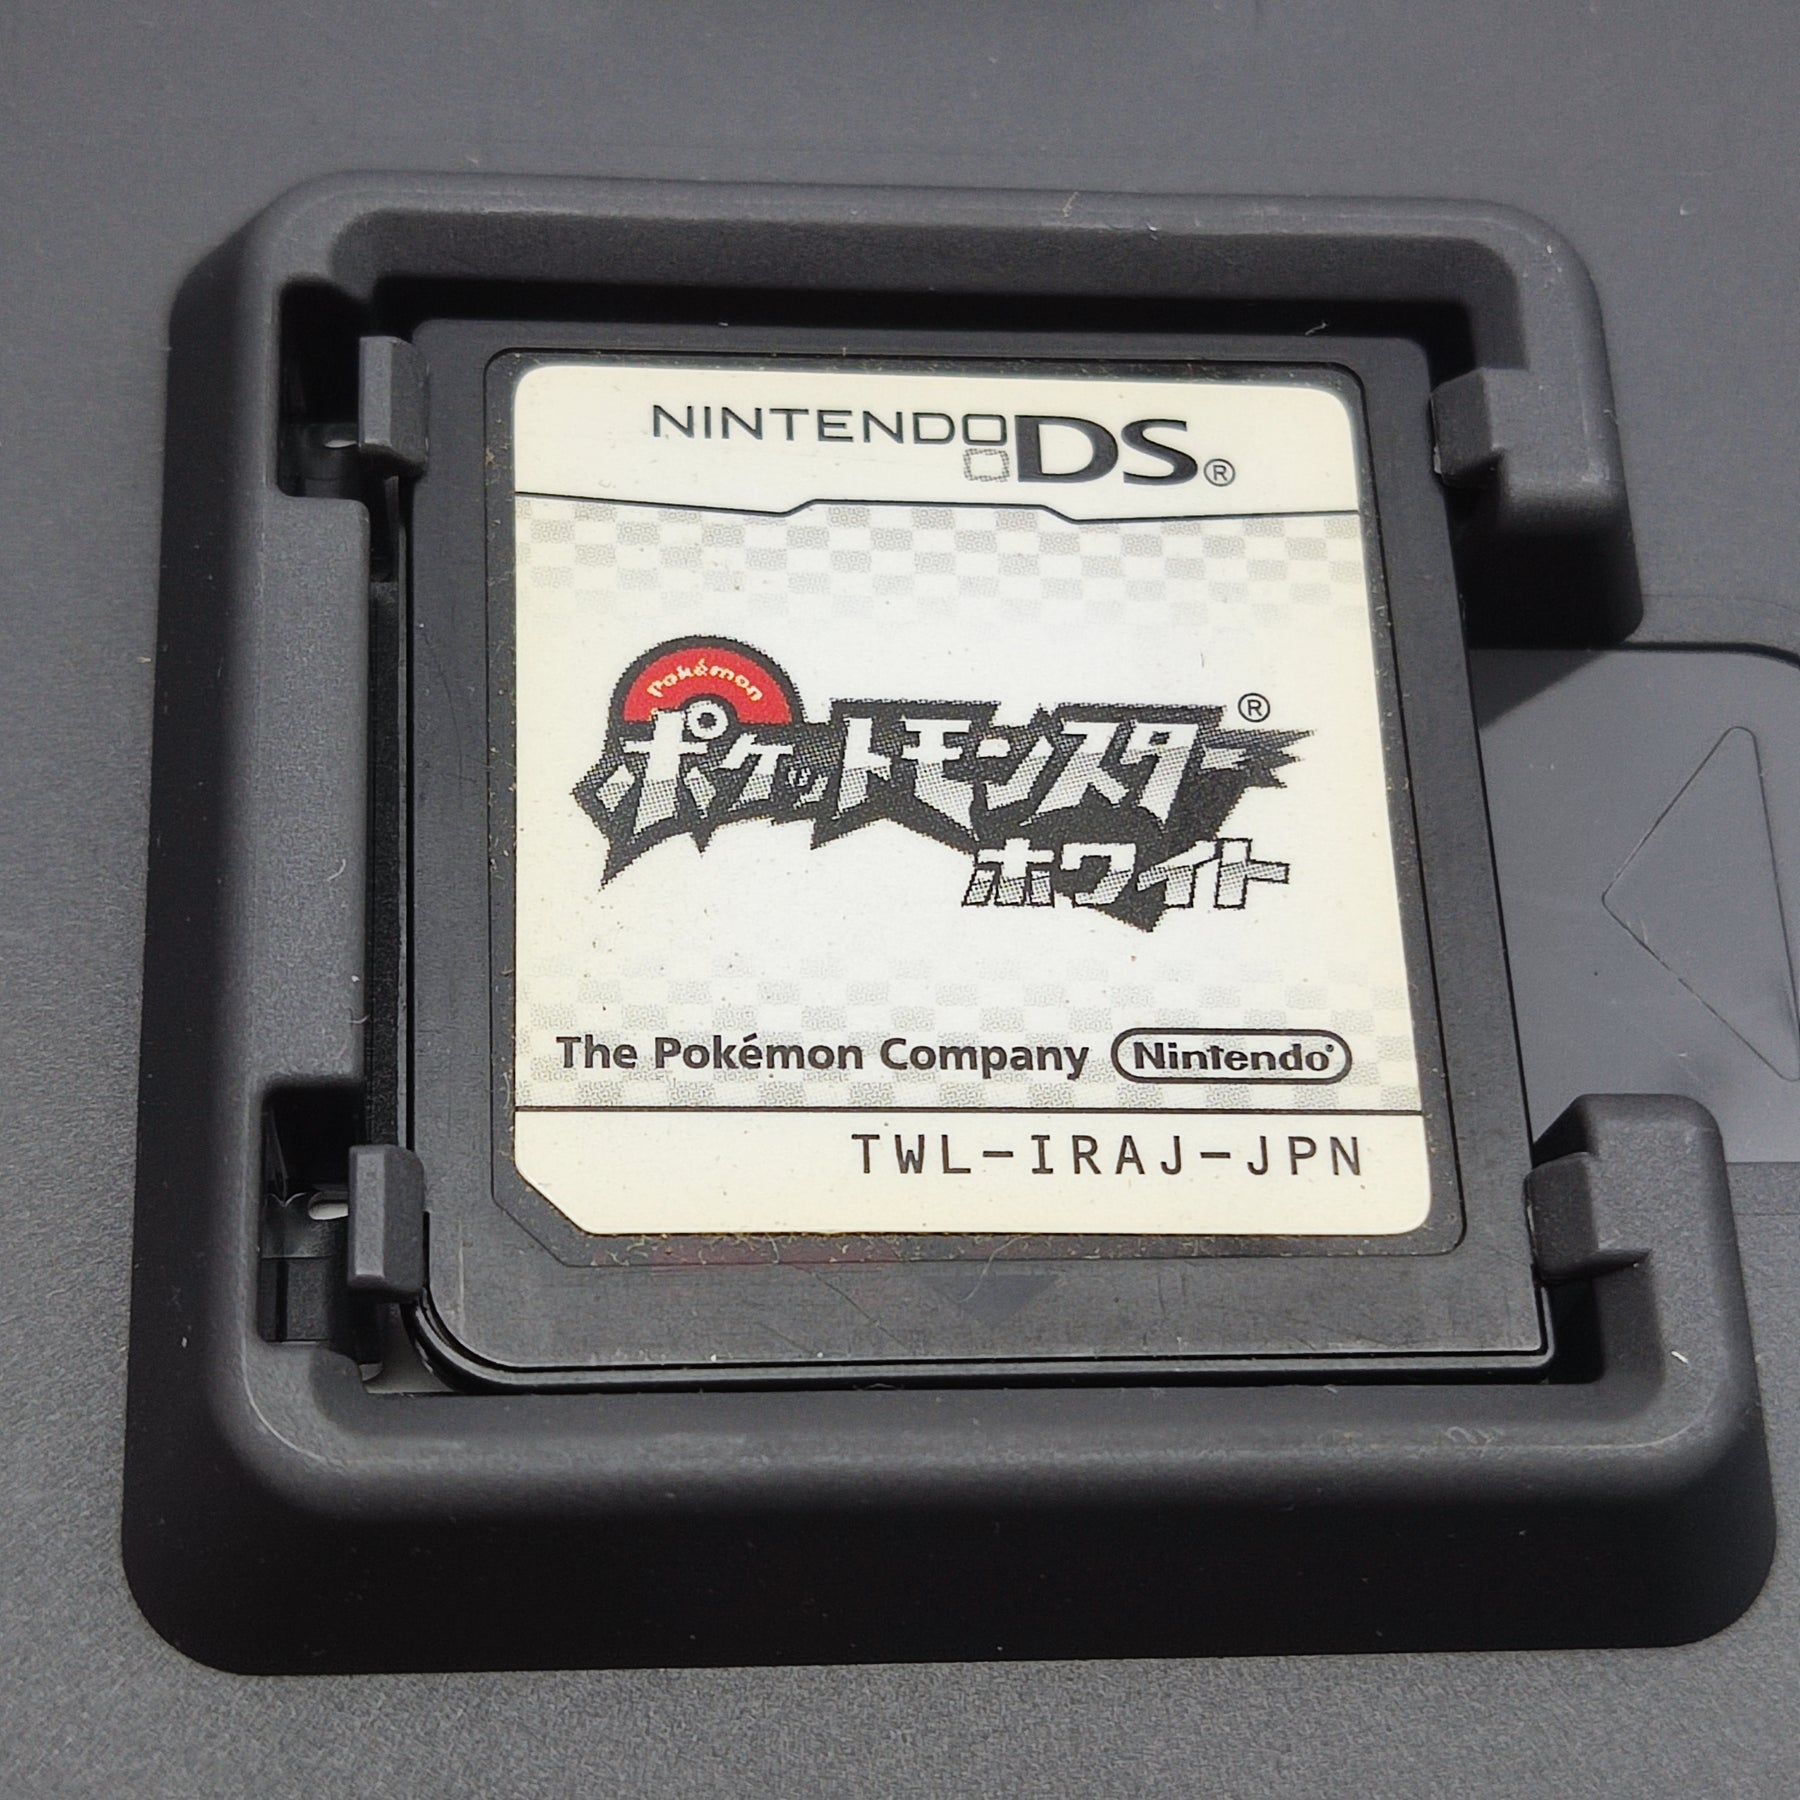 NINTENDO DS®
Pokémon
ポケットモンスター®
ホワイト
The Pokémon Company Nintendo®
TWL-IRAJ-JPN